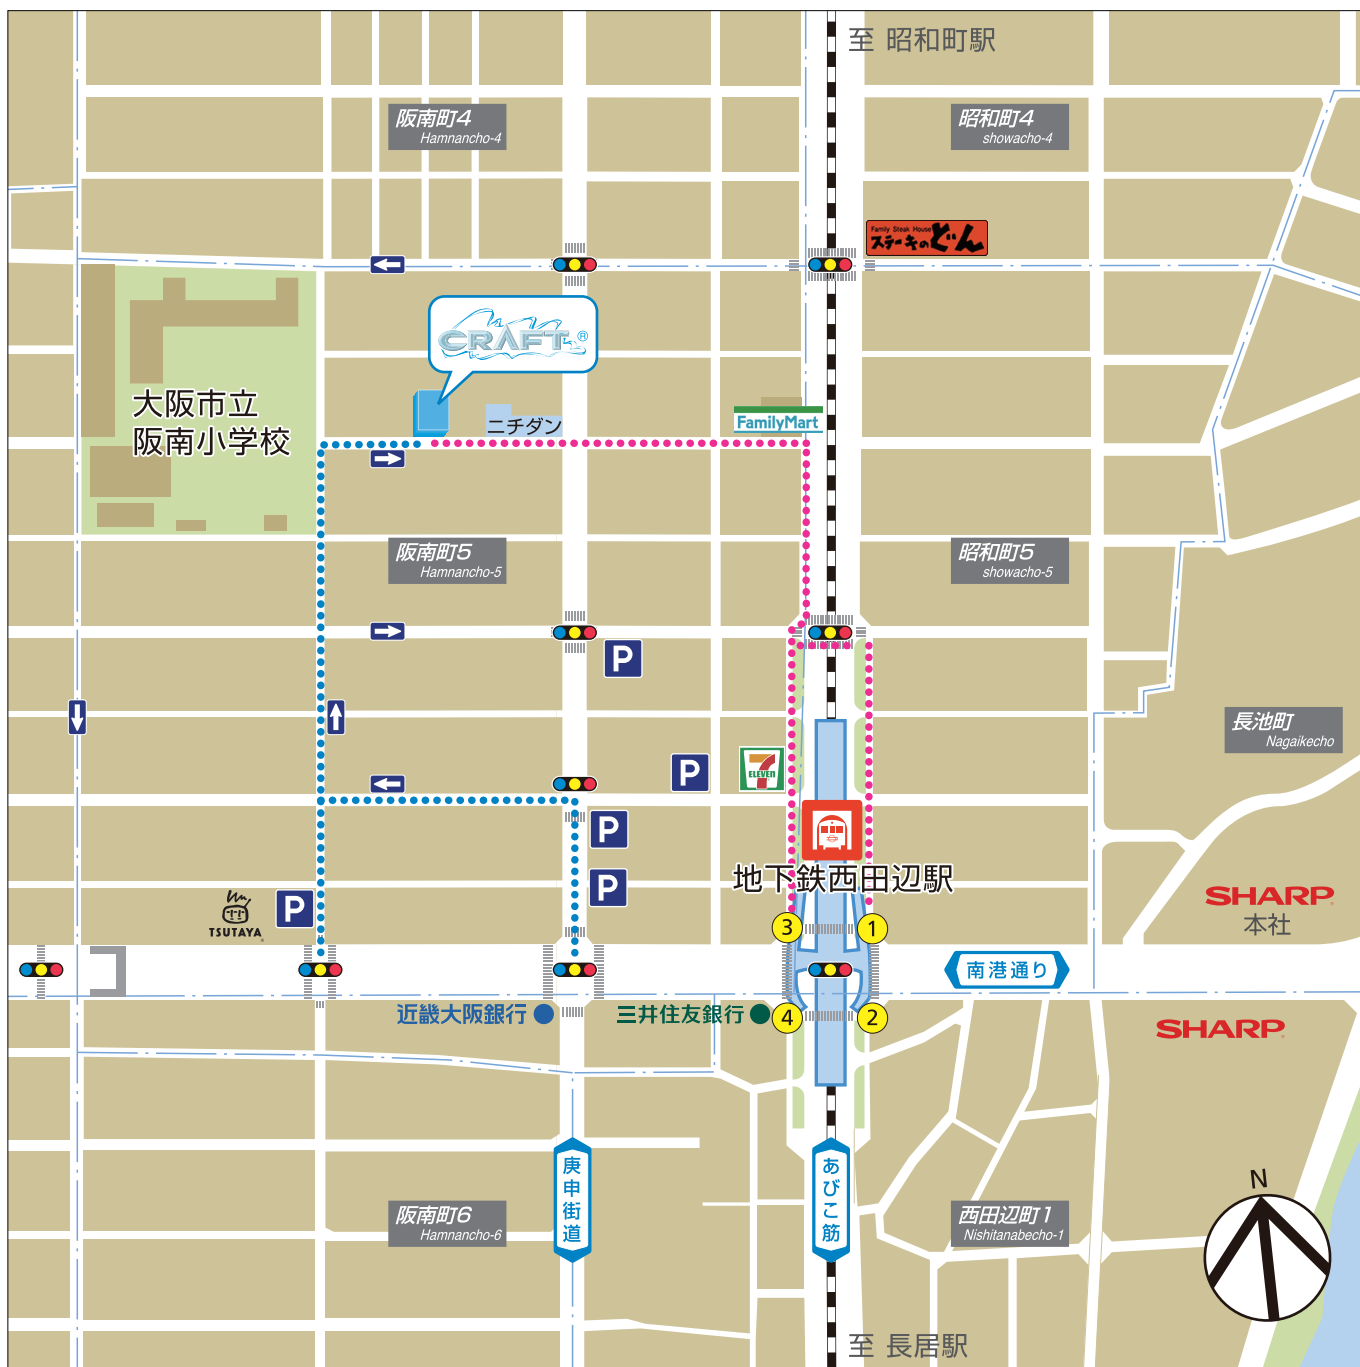 至 昭和町駅
阪南町4
Hamnancho-4
昭和町4
showacho-4
Family Steak House
ステーキのどん
CRAFT
®
大阪市立
阪南小学校
ニチダン
FamilyMart
阪南町5
Hamnancho-5
昭和町5
showacho-5
P
長池町
Nagaikecho
P
7
ELEVEN
P
地下鉄西田辺駅
P
P
TSUTAYA
SHARP
本社
3
1
南港通り
近畿大阪銀行
三井住友銀行
4
2
SHARP
庚申街道
あびこ筋
N
阪南町6
Hamnancho-6
西田辺町1
Nishitanabecho-1
至 長居駅